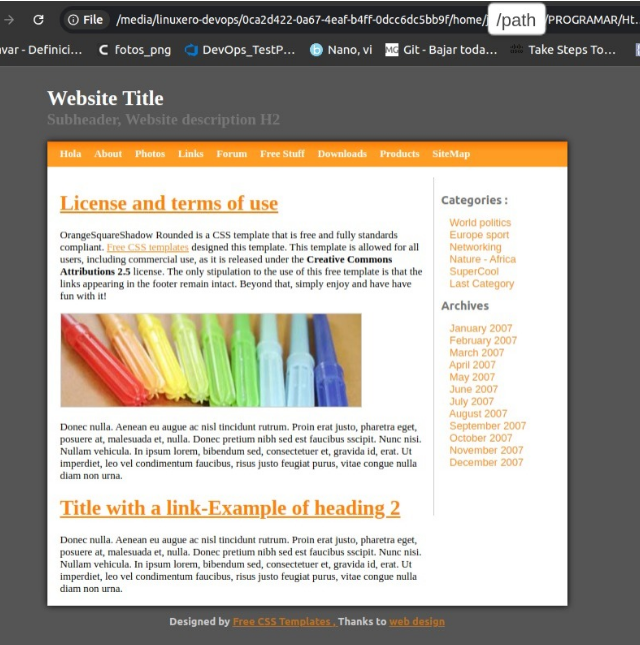 File /media/linuxero-devops/0ca2d422-0a67-4eaf-b4ff-0dcc6dc5bb9f/home/ /path /PROGRAMAR/Ht...
var - Definici... fotos_png DevOps_TestP... Nano, vi Git - Bajar toda... Take Steps To...
Website Title
Subheader, Website description H2
Hola About Photos Links Forum Free Stuff Downloads Products SiteMap
License and terms of use
OrangeSquareShadow Rounded is a CSS template that is free and fully standards
compliant. Free CSS templates designed this template. This template is allowed for all
users, including commercial use, as it is released under the Creative Commons
Attributions 2.5 license. The only stipulation to the use of this free template is that the
links appearing in the footer remain intact. Beyond that, simply enjoy and have have
fun with it!
Donec nulla. Aenean eu augue ac nisl tincidunt rutrum. Proin erat justo, pharetra eget,
posuere at, malesuada et, nulla. Donec pretium nibh sed est faucibus sscipit. Nunc nisi.
Nullam vehicula. In ipsum lorem, bibendum sed, consectetuer et, gravida id, erat. Ut
imperdiet, leo vel condimentum faucibus, risus justo feugiat purus, vitae congue nulla
diam non urna.
Title with a link-Example of heading 2
Donec nulla. Aenean eu augue ac nisl tincidunt rutrum. Proin erat justo, pharetra eget,
posuere at, malesuada et, nulla. Donec pretium nibh sed est faucibus sscipit. Nunc nisi.
Nullam vehicula. In ipsum lorem, bibendum sed, consectetuer et, gravida id, erat. Ut
imperdiet, leo vel condimentum faucibus, risus justo feugiat purus, vitae congue nulla
diam non urna.
Categories :
World politics
Europe sport
Networking
Nature - Africa
SuperCool
Last Category
Archives
January 2007
February 2007
March 2007
April 2007
May 2007
June 2007
July 2007
August 2007
September 2007
October 2007
November 2007
December 2007
Designed by Free CSS Templates , Thanks to web design